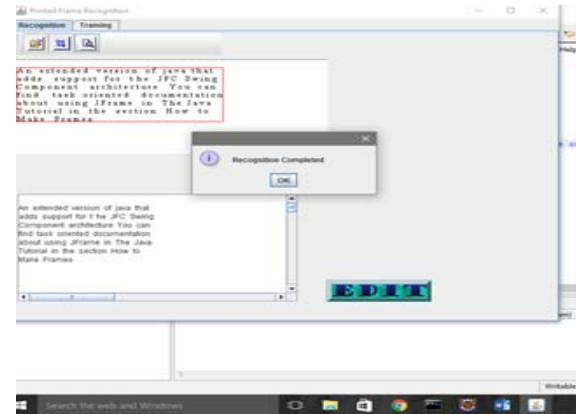 Printed Frame Recognition
Recognition Training
An extended version of java that
adds support for t he JFC Swing
Component architecture You can
find task oriented documentation
about using JFrame in The Java
Tutorial in the section How to
Make Frames
Recognition Completed
OK
An extended version of java that
adds support for t he JFC Swing
Component architecture You can
find task oriented documentation
about using JFrame in The Java
Tutorial in the section How to
Make Frames
EDIT
Help
Writable
Search the web and Windows